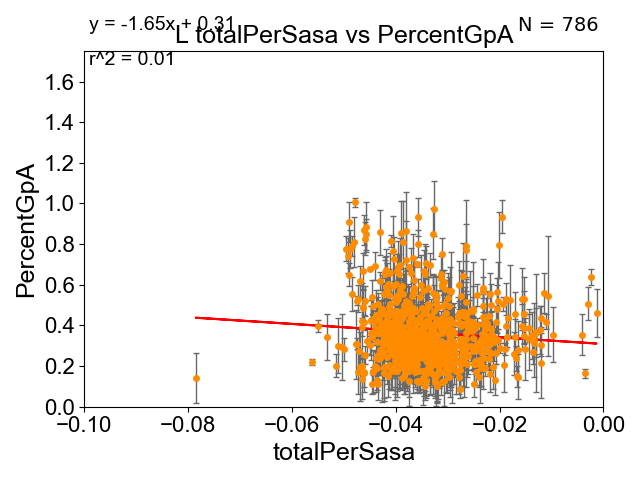 y = -1.65x + 0.31
N = 786
L totalPerSasa vs PercentGpA
r^2 = 0.01
PercentGpA
1.6
1.4
1.2
1.0
0.8
0.6
0.4
0.2
0.0
−0.10
−0.08
−0.06
−0.04
−0.02
0.00
totalPerSasa